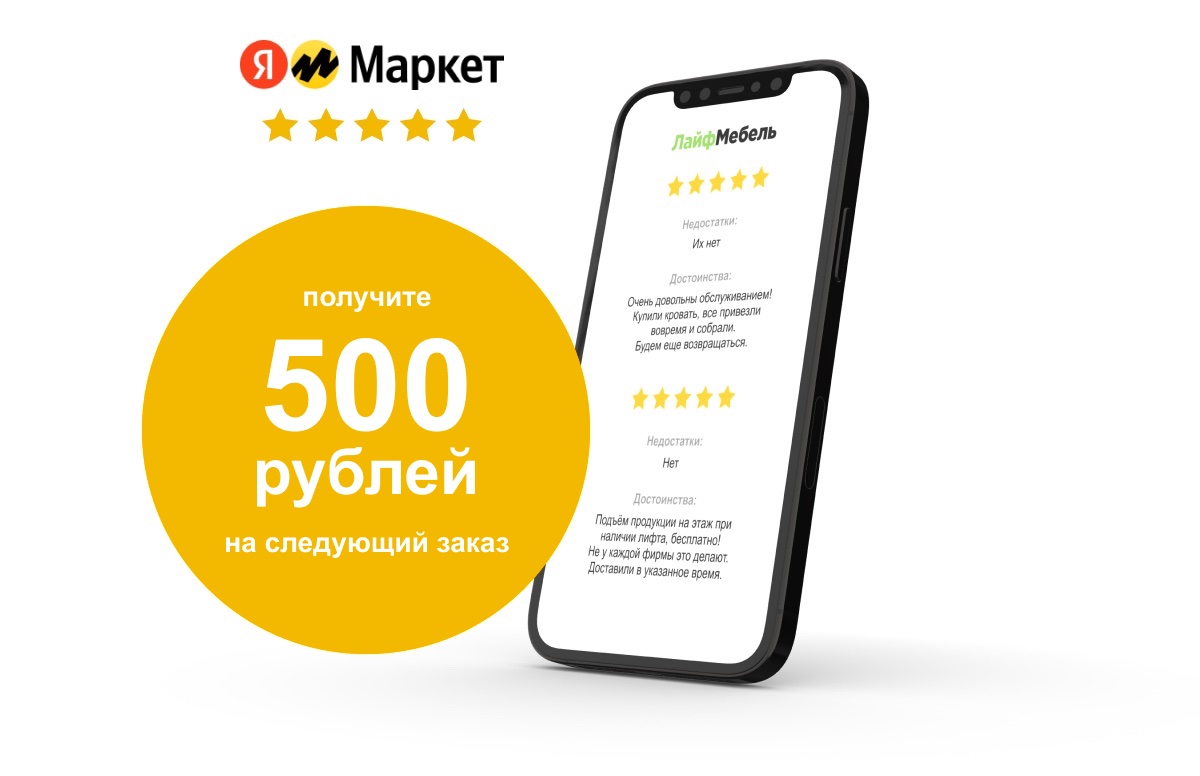 Я Маркет
получите
500
рублей
на следующий заказ
ЛайфМебель
Недостатки:
Их нет
Достоинства:
Очень довольны обслуживанием!
Купили кровать, все привезли
вовремя и собрали.
Будем еще возвращаться.
Недостатки:
Нет
Достоинства:
Подъём продукции на этаж при
наличии лифта, бесплатно!
Не у каждой фирмы это делают.
Доставили в указанное время.